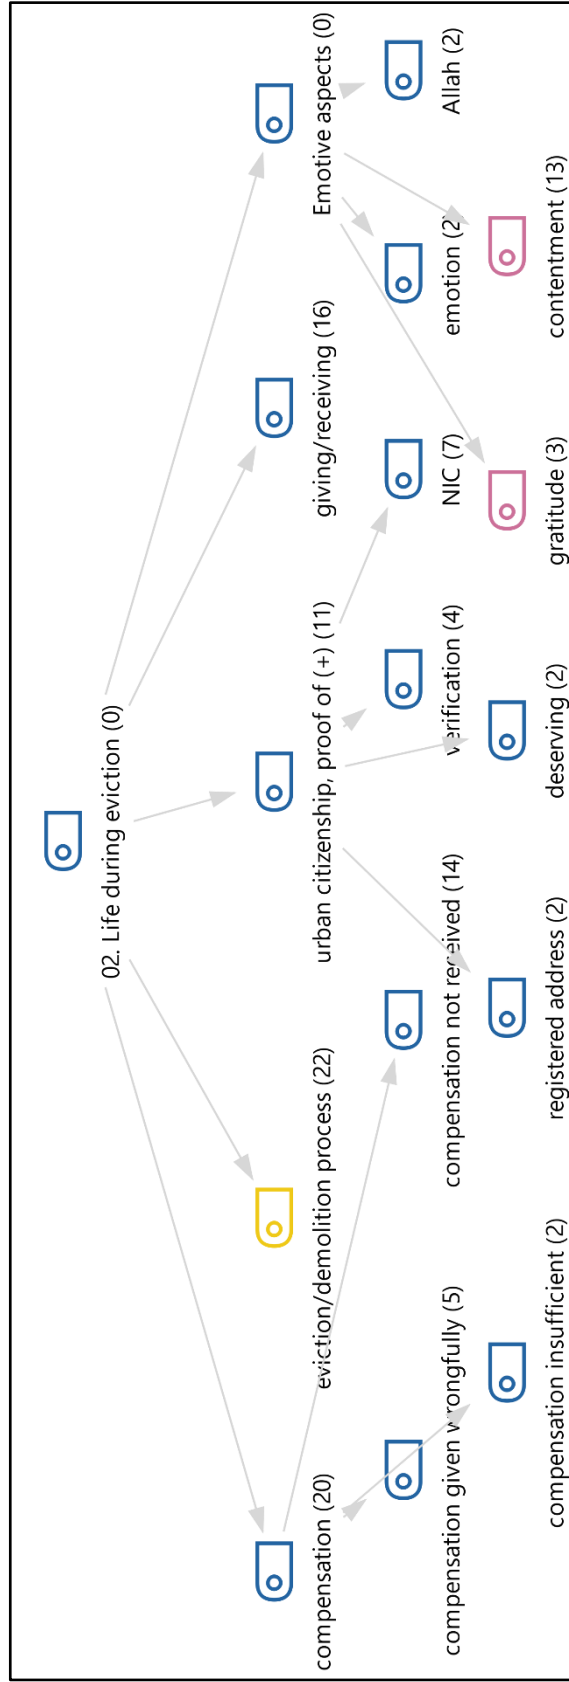 02. Life during eviction (0)
compensation (20)
eviction/demolition process (22)
urban citizenship, proof of (+) (11)
giving/receiving (16)
Emotive aspects (0)
compensation given wrongfully (5)
compensation not received (14)
verification (4)
NIC (7)
emotion (2)
Allah (2)
compensation insufficient (2)
registered address (2)
deserving (2)
gratitude (3)
contentment (13)